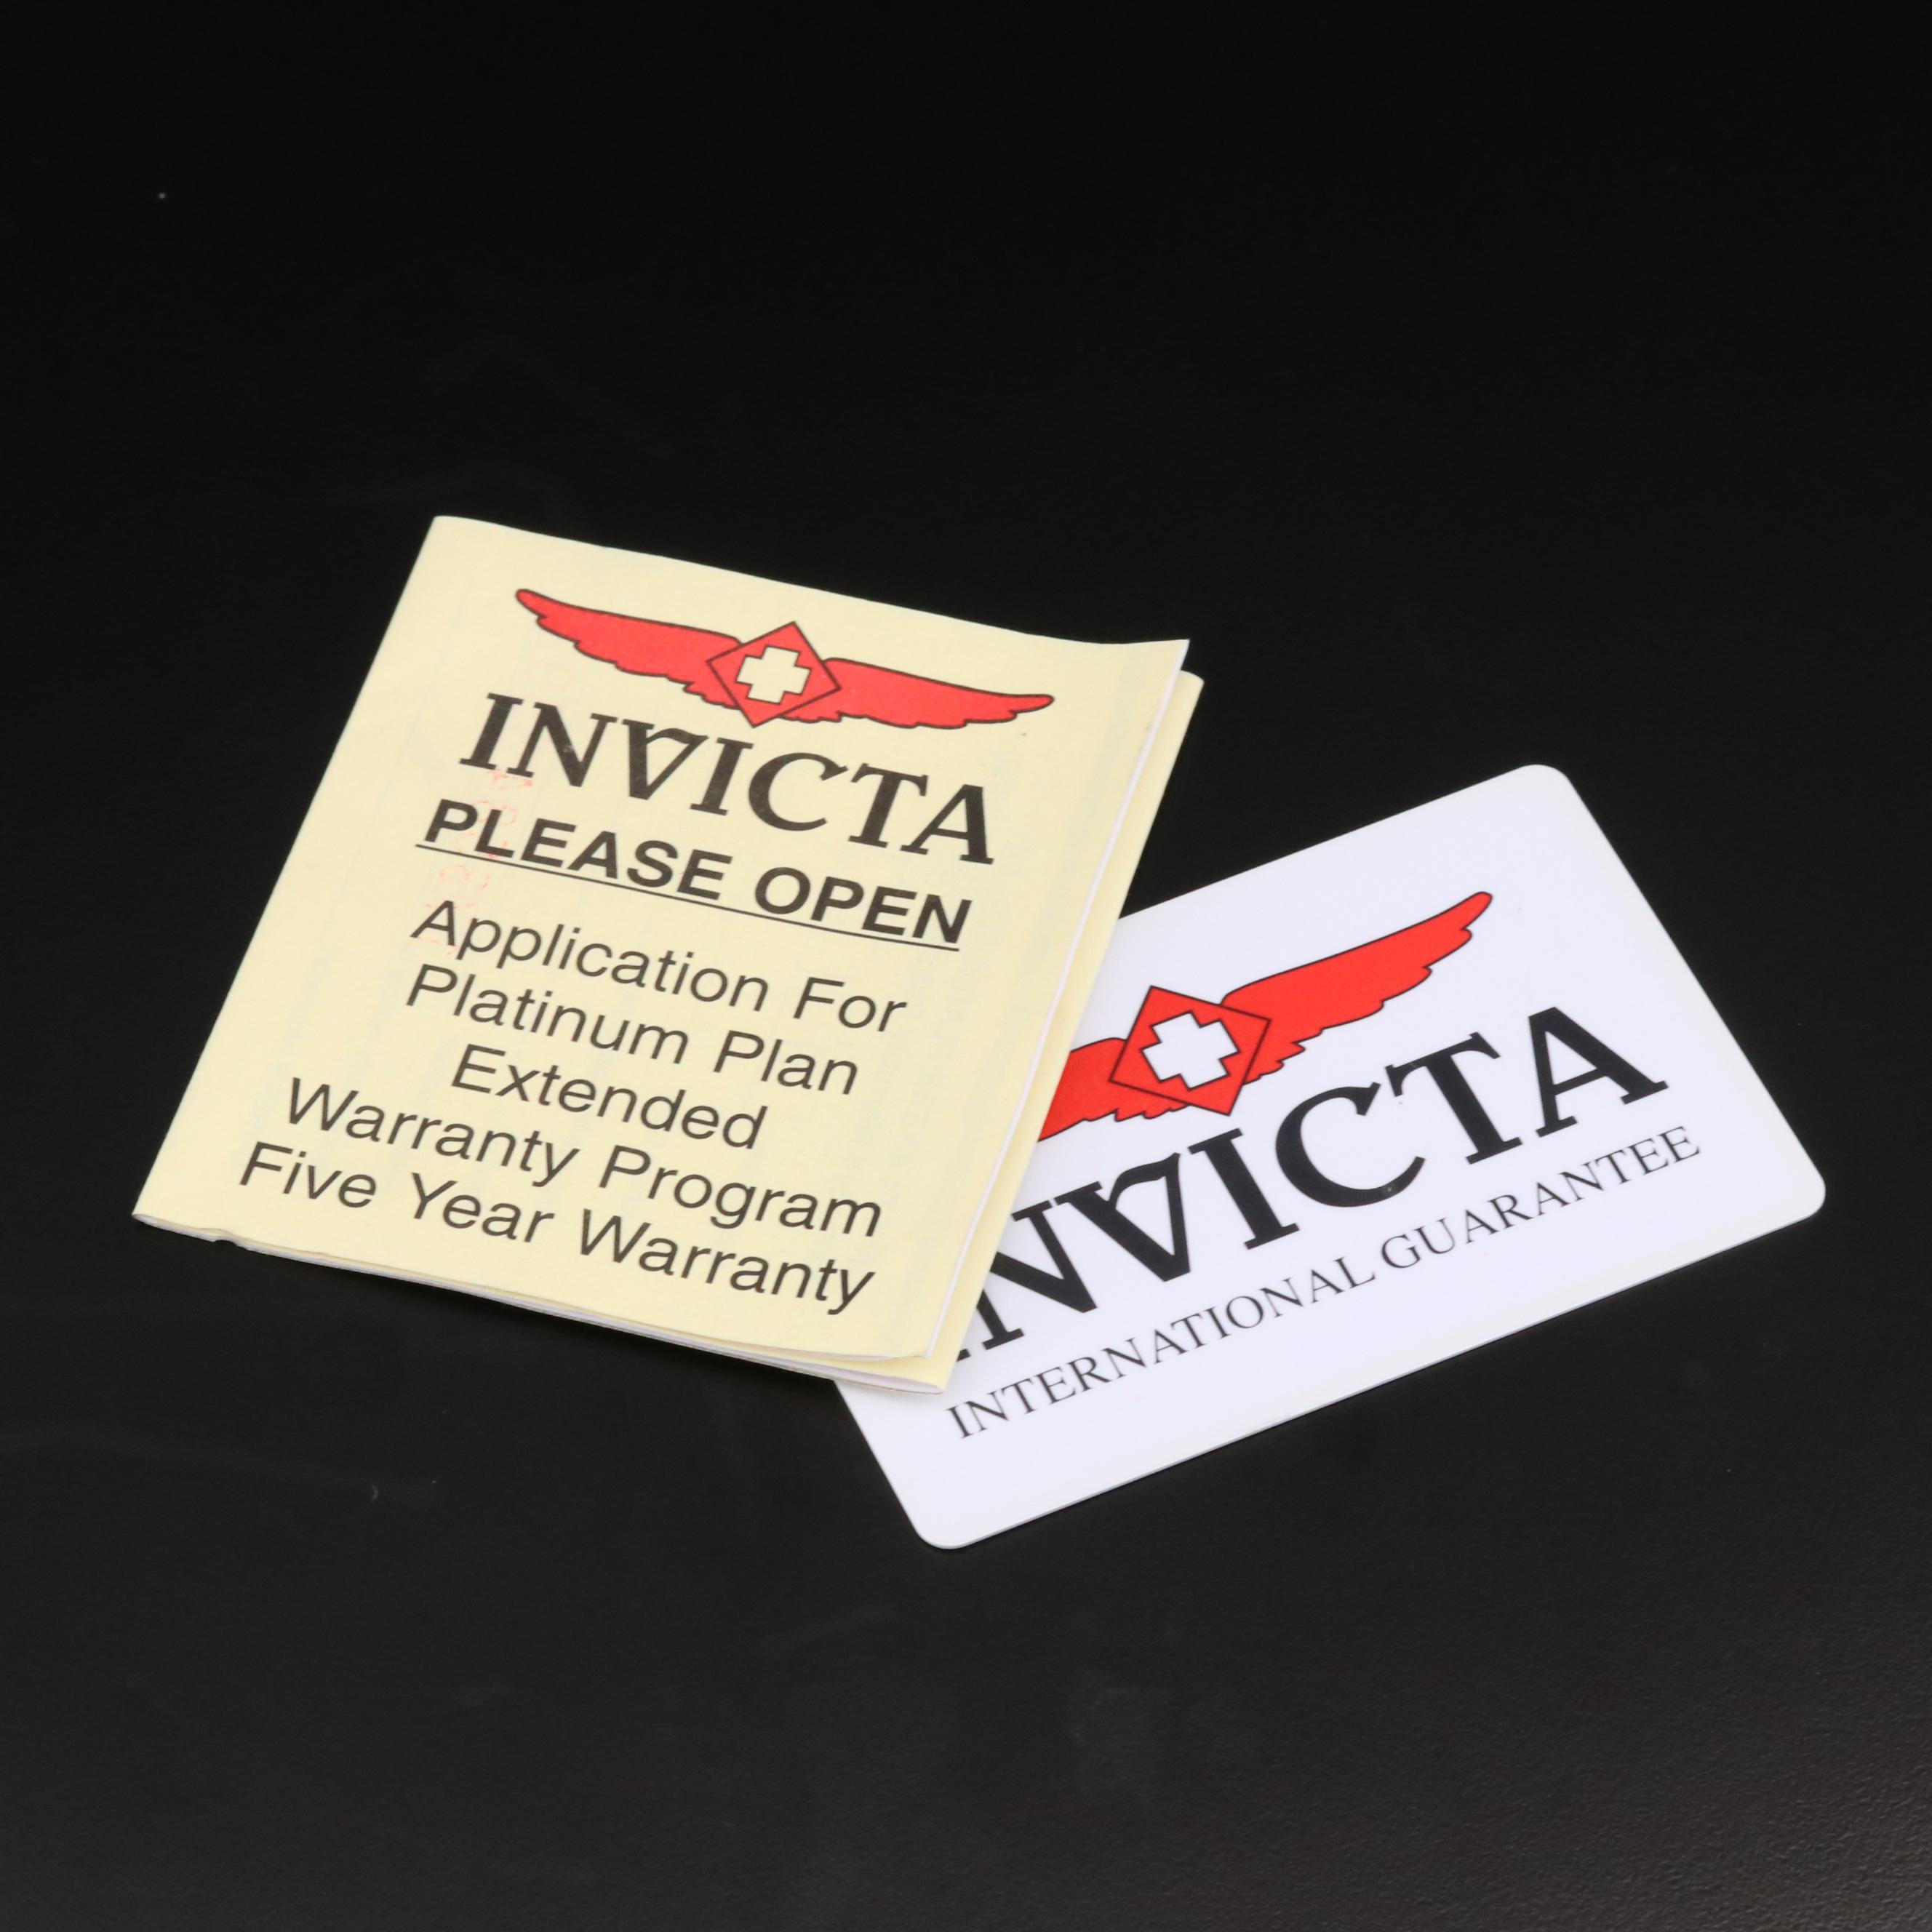 INVICTA
PLEASE OPEN
Application For
Platinum Plan
Extended
Warranty Program
Five Year Warranty
INVICTA
INTERNATIONAL GUARANTEE